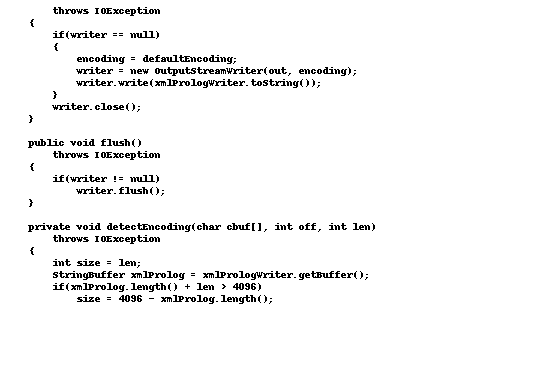 throws IOException
{
if(writer == null)
{
encoding = defaultEncoding;
writer = new OutputStreamWriter(out, encoding);
writer.write(xmlPrologWriter.toString());
}
writer.close();
}
public void flush()
throws IOException
{
if(writer != null)
writer.flush();
}
private void detectEncoding(char cbuf[], int off, int len)
throws IOException
{
int size = len;
StringBuffer xmlProlog = xmlPrologWriter.getBuffer();
if(xmlProlog.length() + len > 4096)
size = 4096 - xmlProlog.length();